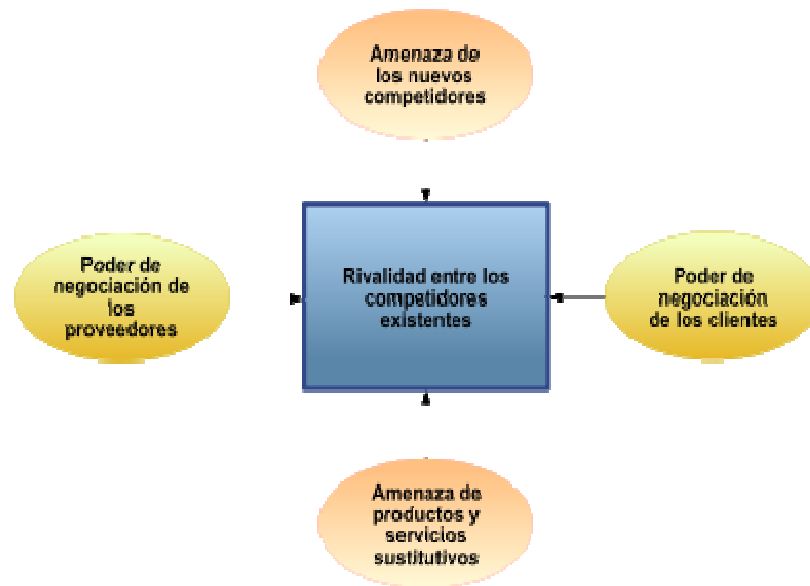 Amenaza de
los nuevos
competidores
Poder de
negociación de
los
proveedores
Rivalidad entre los
competidores
existentes
Poder de
negociación
de los clientes
Amenaza de
productos y
servicios
sustitutivos